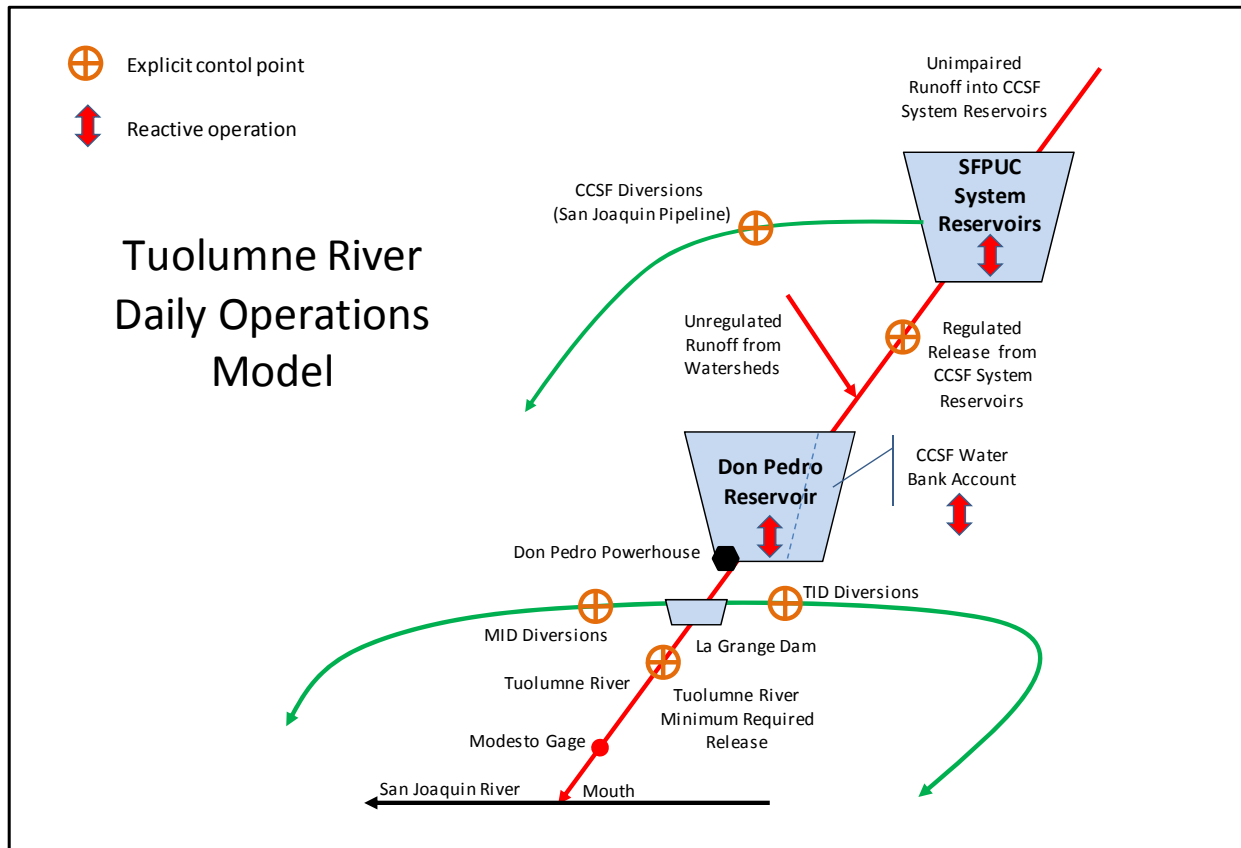 Explicit contol point
Reactive operation
Tuolumne River
Daily Operations
Model
Unimpaired
Runoff into CCSF
System Reservoirs
SFPUC
System
Reservoirs
CCSF Diversions
(San Joaquin Pipeline)
Unregulated
Runoff from
Watersheds
Regulated
Release from
CCSF System
Reservoirs
Don Pedro
Reservoir
CCSF Water
Bank Account
Don Pedro Powerhouse
TID Diversions
MID Diversions
La Grange Dam
Tuolumne River
Tuolumne River
Minimum Required
Release
Modesto Gage
San Joaquin River
Mouth